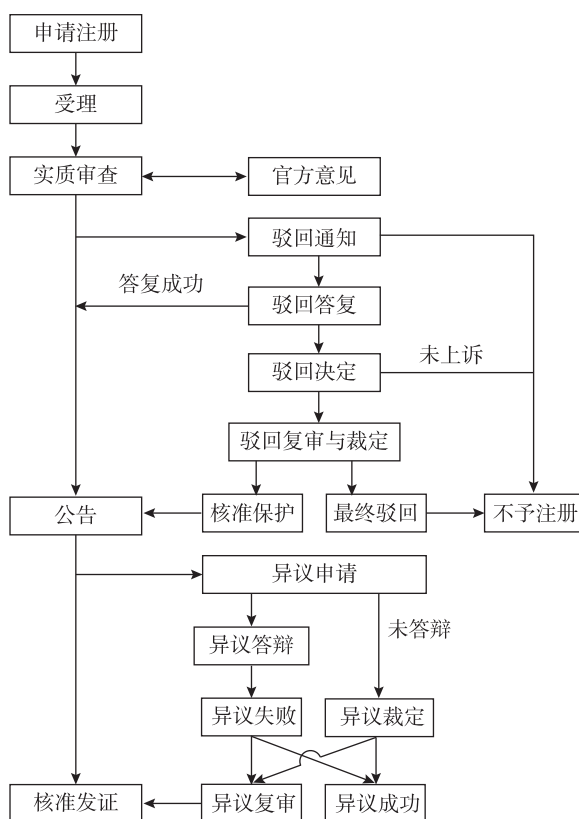 申请注册
受理
实质审查
官方意见
驳回通知
答复成功
驳回答复
未上诉
驳回决定
驳回复审与裁定
公告
核准保护
最终驳回
不予注册
异议申请
未答辩
异议答辩
异议失败
异议裁定
核准发证
异议复审
异议成功